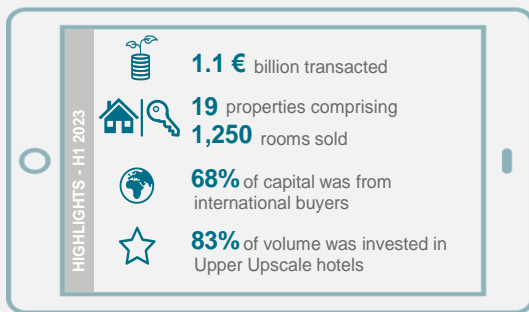 HIGHLIGHTS - H1 2023
1.1 € billion transacted
19 properties comprising
1,250 rooms sold
68% of capital was from
international buyers
83% of volume was invested in
Upper Upscale hotels